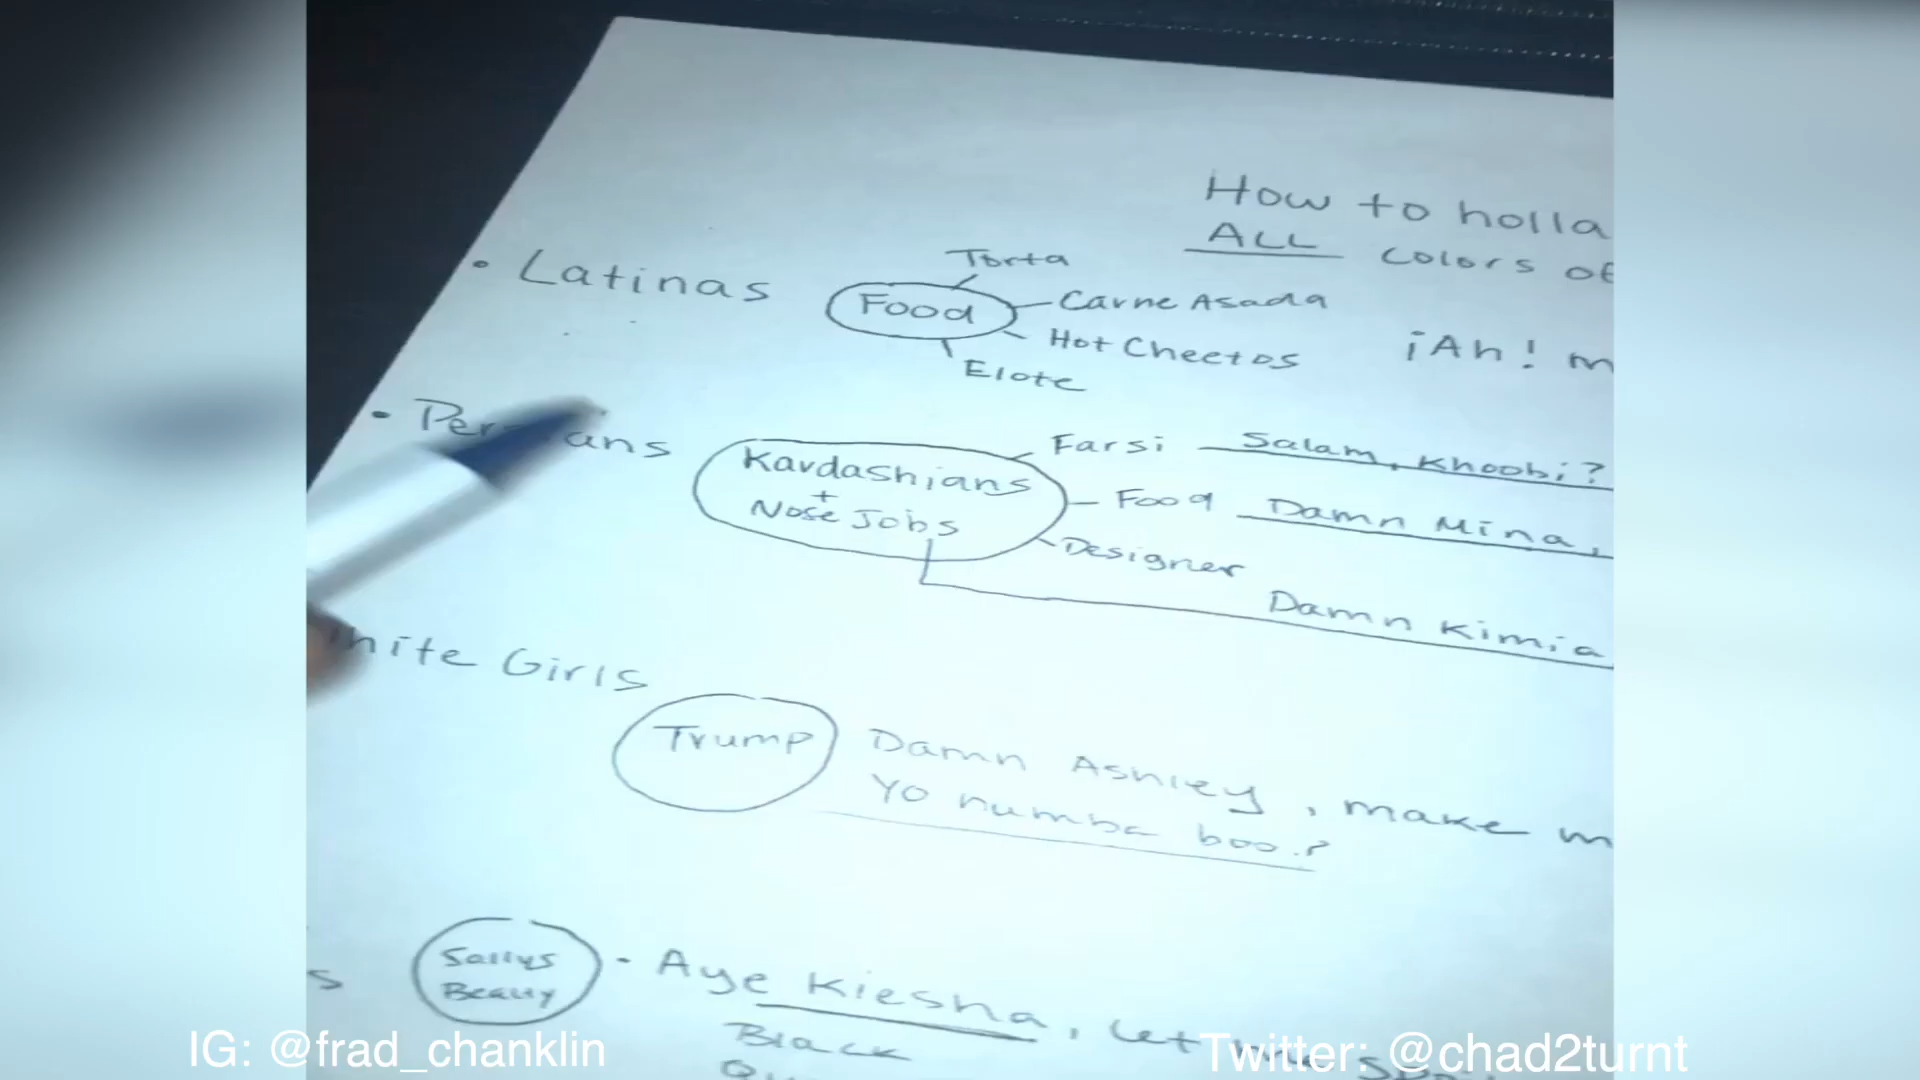 How to holla
ALL colors of
• Latinas
Food
Torta
Carne Asada
Hot Cheetos
Elote
¡Ah! m
• Per ans
Kardashians
+
Nose Jobs
Farsi Salam, Khoobi?
Food Damn Mina,
Designer
Damn Kimia
hite Girls
Trump
Damn Ashley, make m
Yo numba boo.?
s
Sallys
Beauty
• Aye Kiesha, let
Black
IG: @frad_chanklin
Twitter: @chad2turnt